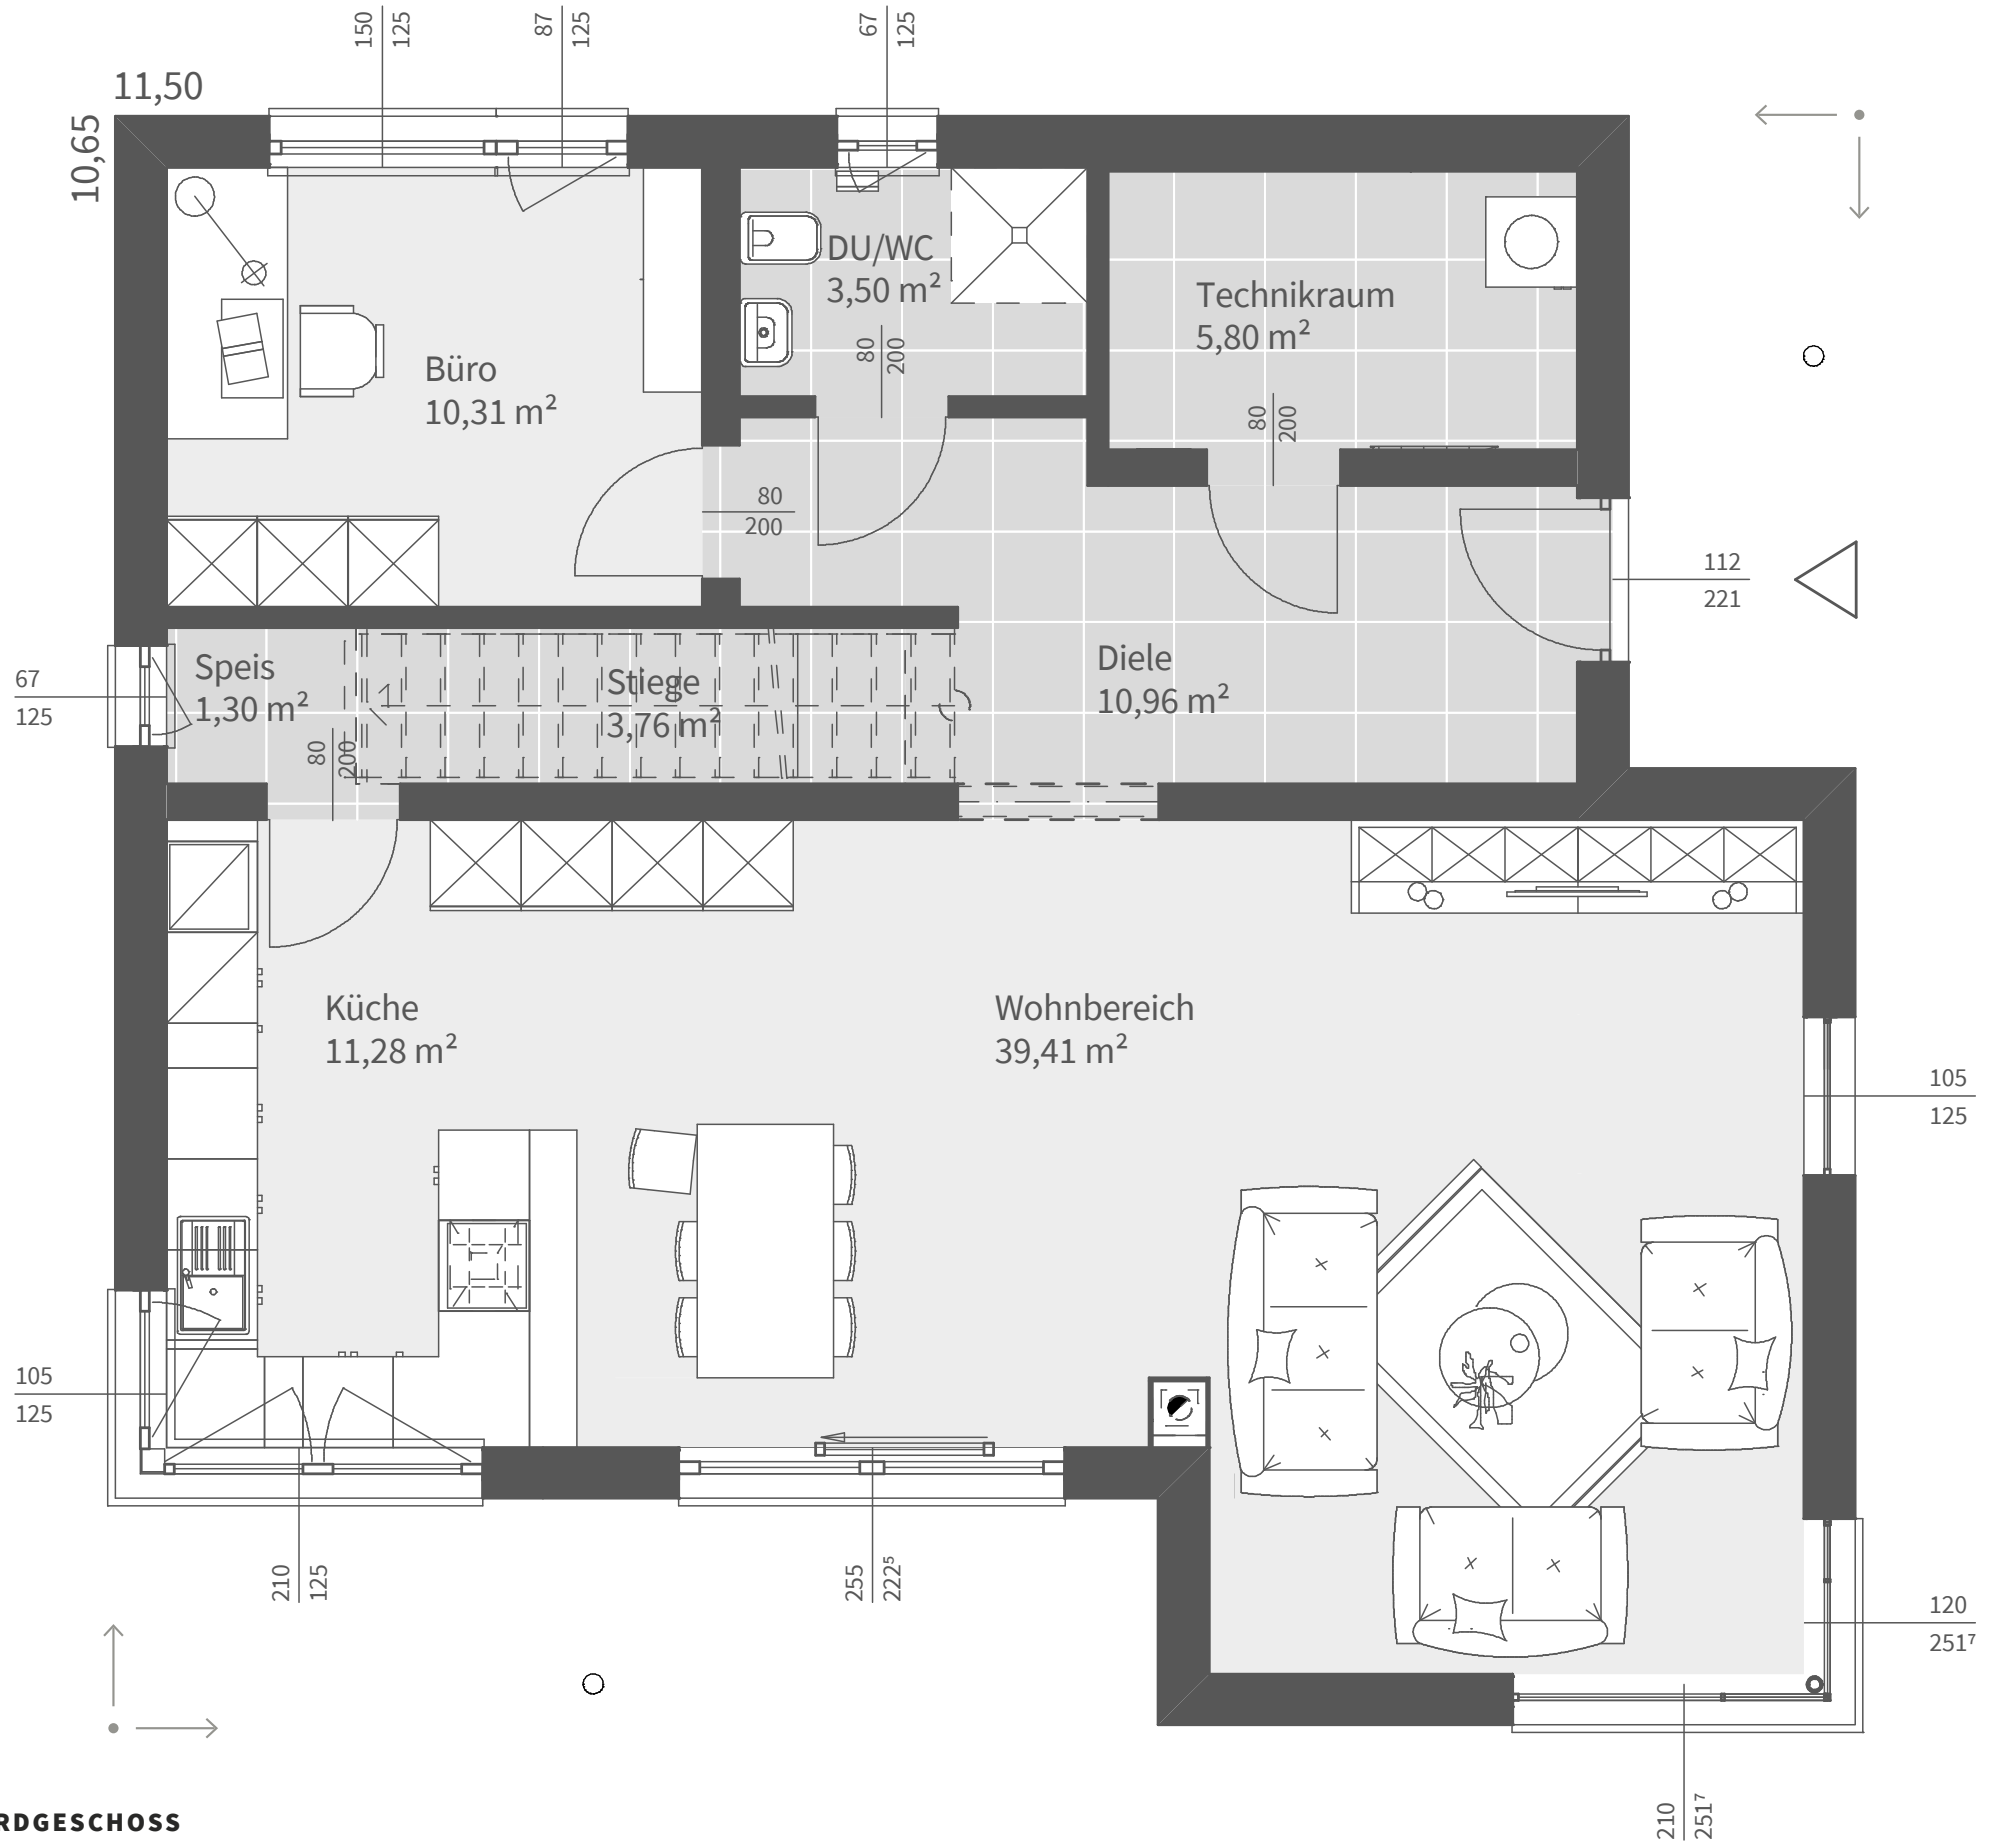 150
125
87
125
67
125
11,50
10,65
DU/WC
3,50 m²
Technikraum
5,80 m²
Büro
10,31 m²
80
200
80
200
80
200
112
221
Speis
1,30 m²
Stiege
3,76 m²
Diele
10,96 m²
67
125
80
200
Küche
11,28 m²
Wohnbereich
39,41 m²
105
125
105
125
210
125
255
222⁵
120
251⁷
210
251⁷
RDGESCHOSS